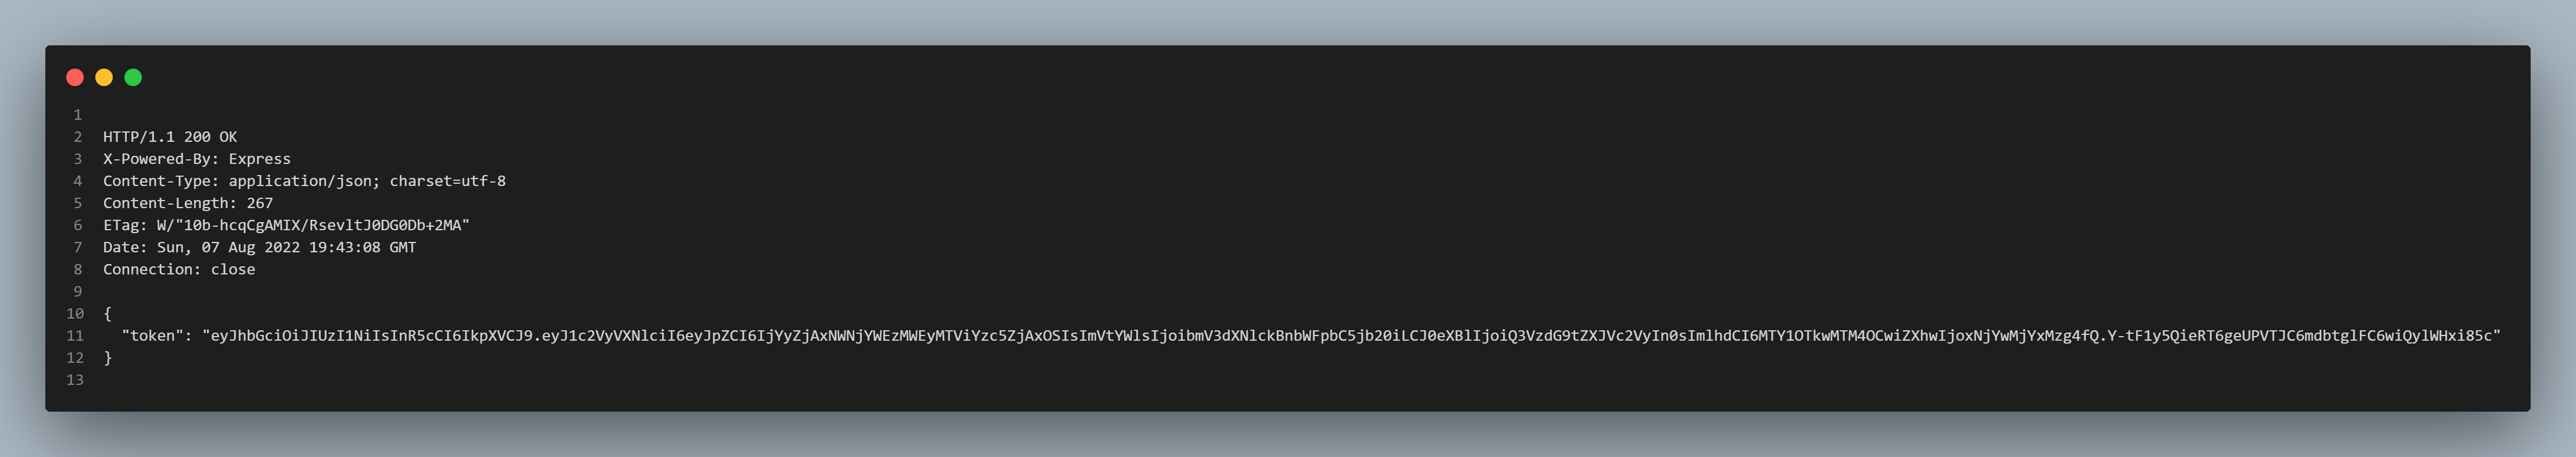 1
2 HTTP/1.1 200 OK
3 X-Powered-By: Express
4 Content-Type: application/json; charset=utf-8
5 Content-Length: 267
6 ETag: W/"10b-hcqCgAMIX/RsevltJ0DG0Db+2MA"
7 Date: Sun, 07 Aug 2022 19:43:08 GMT
8 Connection: close
9
10 {
11 "token": "eyJhbGciOiJIUzI1NiIsInR5cCI6IkpXVCJ9.eyJ1c2VyVXNlciI6eyJpZCI6IjYyZjAxNWNjYWEzMWEyMTViYzc5ZjAxOSIsImVtYWlsIjoibmV3dXNlckBnbWFpbC5jb20iLCJ0eXBlIjoiQ3VzdG9tZXJVc2VyIn0sImlhdCI6MTY1OTkwMTM4OCwiZXhwIjoxNjYwMjYxMzg4fQ.Y-tF1y5QieRT6geUPVTJC6mdbtglFC6wiQylWHxi85c"
12 }
13